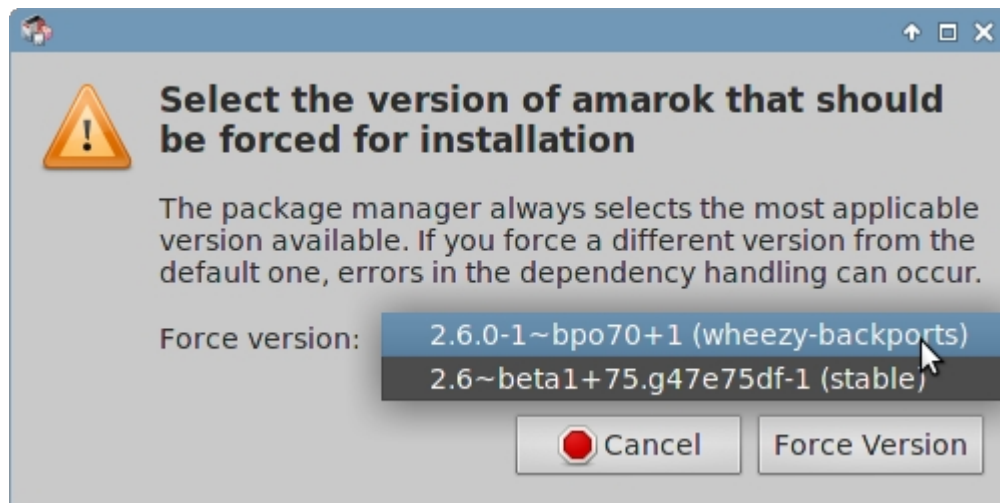 Select the version of amarok that should
be forced for installation
The package manager always selects the most applicable
version available. If you force a different version from the
default one, errors in the dependency handling can occur.
Force version:
2.6.0-1~bpo70+1 (wheezy-backports)
2.6~beta1+75.g47e75df-1 (stable)
Cancel
Force Version